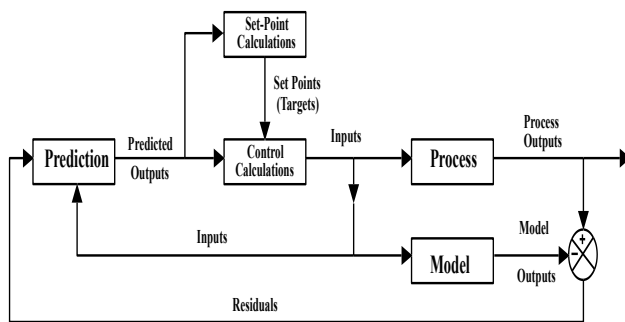 Set-Point
Calculations
Set Points
(Targets)
Prediction
Predicted
Outputs
Control
Calculations
Inputs
Process
Process
Outputs
Inputs
Model
Model
Outputs
+
-
Residuals